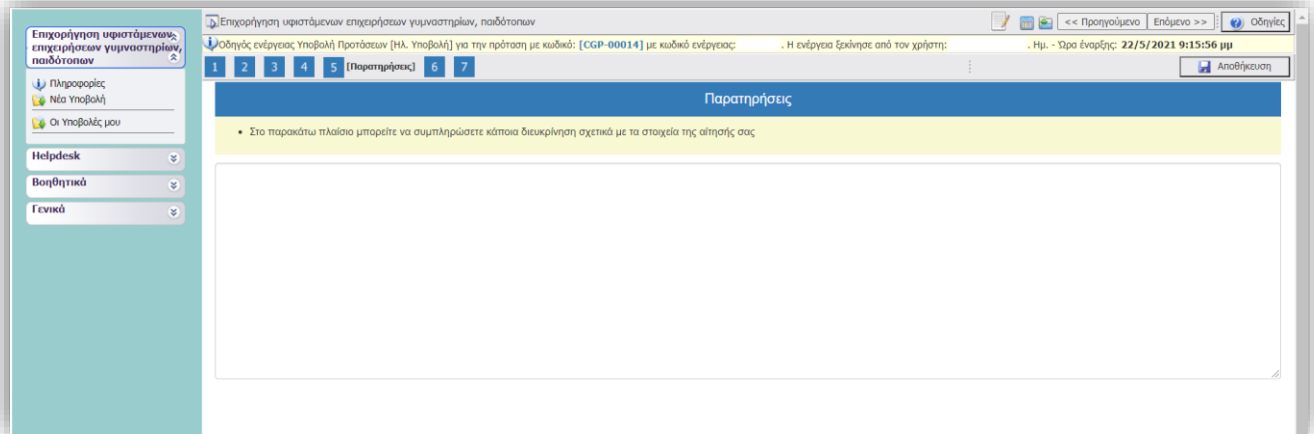 Επιχορήγηση υφιστάμενων
επιχειρήσεων γυμναστηρίων,
παιδότοπων
Πληροφορίες
Νέα Υποβολή
Οι Υποβολές μου
Helpdesk
Βοηθητικά
Γενικά
Επιχορήγηση υφιστάμενων επιχειρήσεων γυμναστηρίων, παιδότοπων
<< Προηγούμενο Επόμενο >> Οδηγίες
Οδηγός ενέργειας Υποβολή Προτάσεων [Ηλ. Υποβολή] για την πρόταση με κωδικό: [CGP-00014] με κωδικό ενέργειας: . Η ενέργεια ξεκίνησε από τον χρήστη: . Ημ. - Ώρα έναρξης: 22/5/2021 9:15:56 μμ
1 2 3 4 5 [Παρατηρήσεις] 6 7 Αποθήκευση
Παρατηρήσεις
• Στο παρακάτω πλαίσιο μπορείτε να συμπληρώσετε κάποια διευκρίνηση σχετικά με τα στοιχεία της αίτησής σας